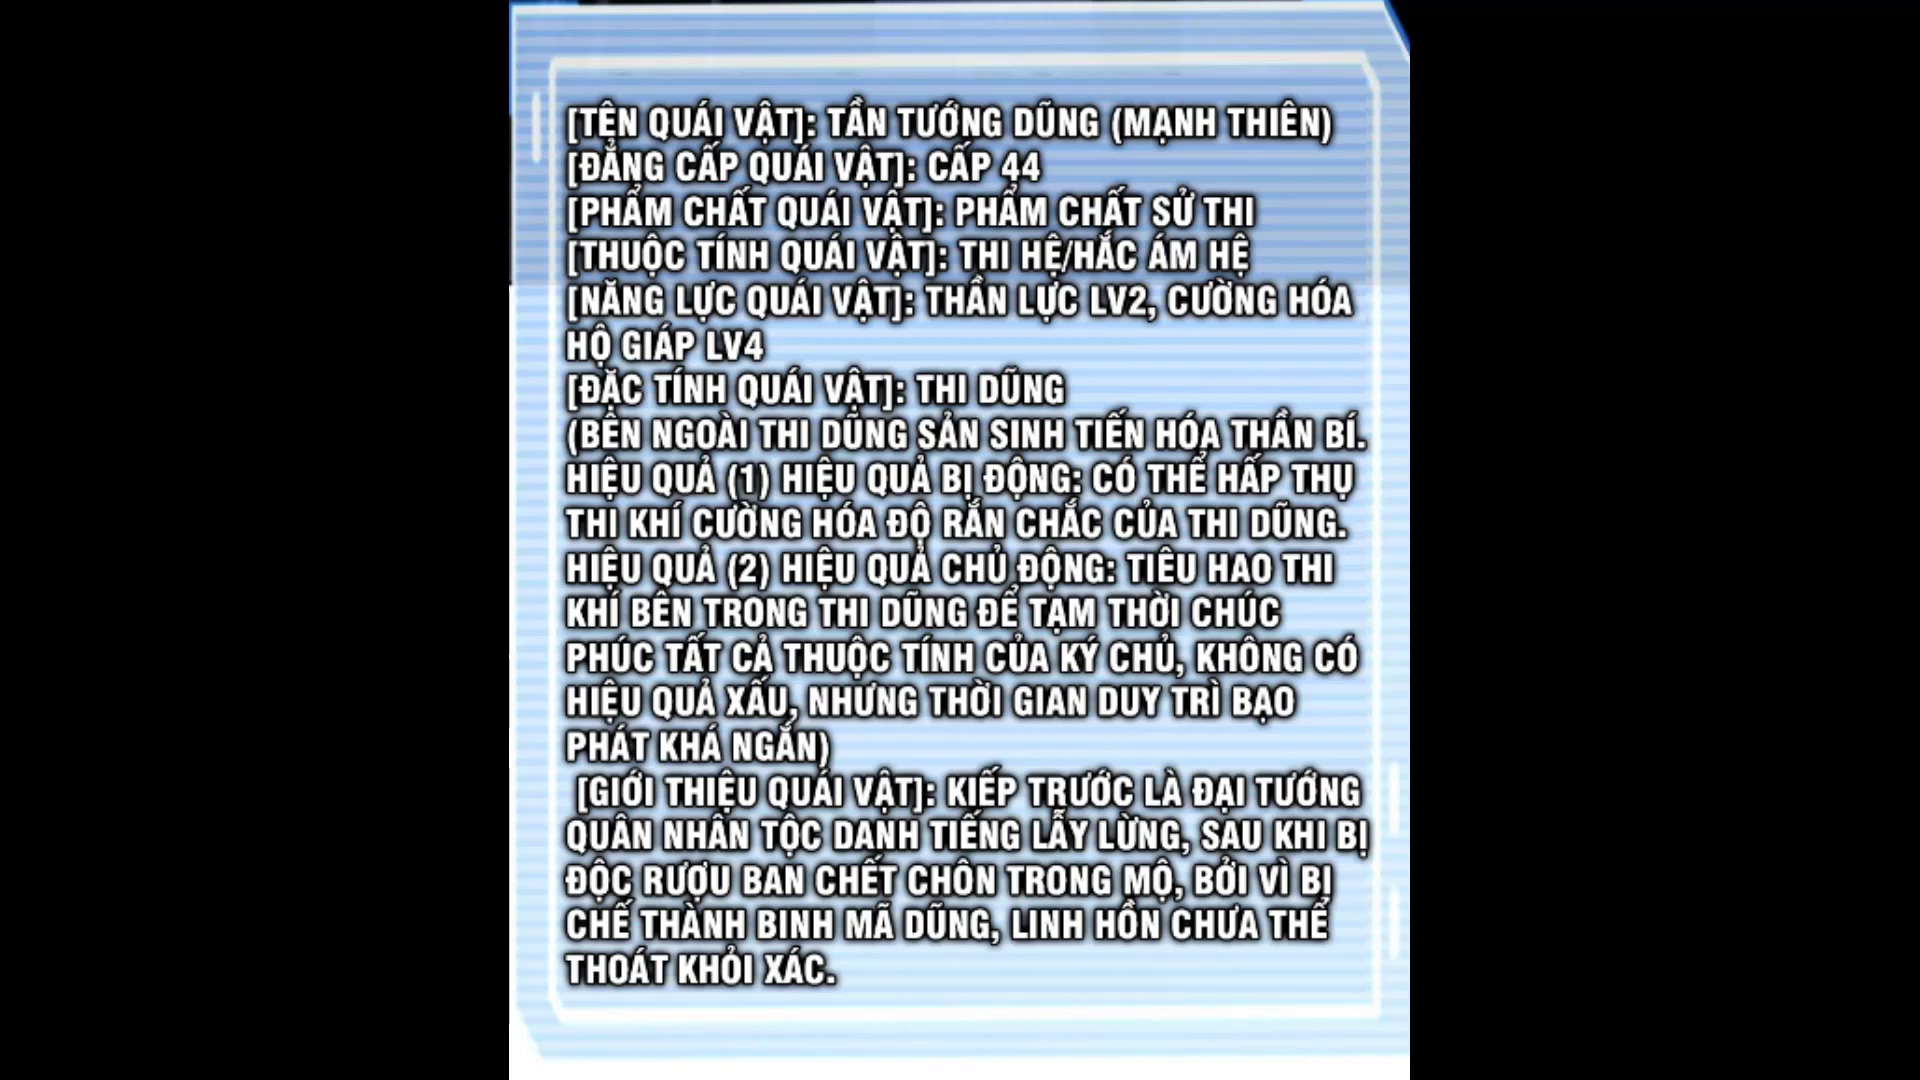 [TÊN QUÁI VẬT]: TẦN TƯỚNG DŨNG (MẠNH THIÊN)
[ĐẲNG CẤP QUÁI VẬT]: CẤP 44
[PHẨM CHẤT QUÁI VẬT]: PHẨM CHẤT SỬ THI
[THUỘC TÍNH QUÁI VẬT]: THI HỆ/HẮC ÁM HỆ
[NĂNG LỰC QUÁI VẬT]: THẦN LỰC LV2, CƯỜNG HÓA
HỘ GIÁP LV4
[ĐẶC TÍNH QUÁI VẬT]: THI DŨNG
(BÊN NGOÀI THI DŨNG SẢN SINH TIẾN HÓA THẦN BÍ.
HIỆU QUẢ (1) HIỆU QUẢ BỊ ĐỘNG: CÓ THỂ HẤP THỤ
THI KHÍ CƯỜNG HÓA ĐỘ RẮN CHẮC CỦA THI DŨNG.
HIỆU QUẢ (2) HIỆU QUẢ CHỦ ĐỘNG: TIÊU HAO THI
KHÍ BÊN TRONG THI DŨNG ĐỂ TẠM THỜI CHÚC
PHÚC TẤT CẢ THUỘC TÍNH CỦA KÝ CHỦ, KHÔNG CÓ
HIỆU QUẢ XẤU, NHƯNG THỜI GIAN DUY TRÌ BẠO
PHÁT KHÁ NGẮN)
[GIỚI THIỆU QUÁI VẬT]: KIẾP TRƯỚC LÀ ĐẠI TƯỚNG
QUÂN NHÂN TỘC DANH TIẾNG LẪY LỪNG, SAU KHI BỊ
ĐỘC RƯỢU BAN CHẾT CHÔN TRONG MỘ, BỞI VÌ BỊ
CHẾ THÀNH BINH MÃ DŨNG, LINH HỒN CHƯA THỂ
THOÁT KHỎI XÁC.